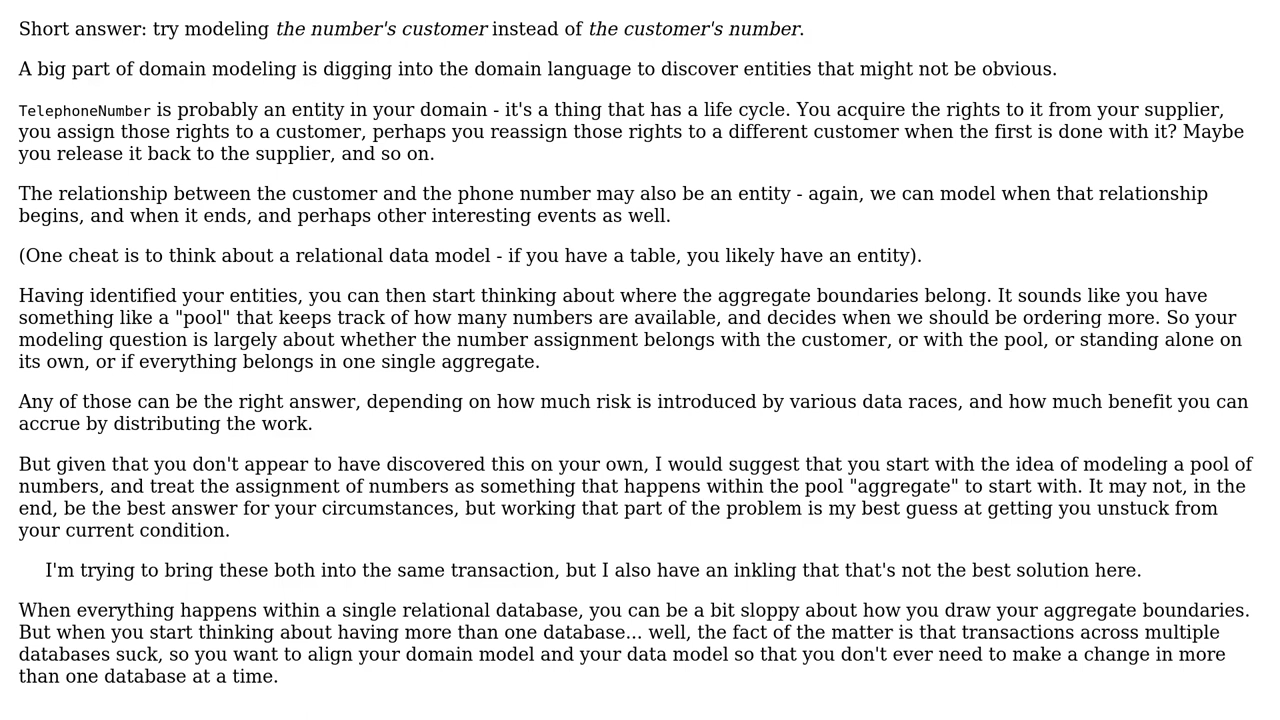 Short answer: try modeling the number's customer instead of the customer's number.
A big part of domain modeling is digging into the domain language to discover entities that might not be obvious.
TelephoneNumber is probably an entity in your domain - it's a thing that has a life cycle. You acquire the rights to it from your supplier,
you assign those rights to a customer, perhaps you reassign those rights to a different customer when the first is done with it? Maybe
you release it back to the supplier, and so on.
The relationship between the customer and the phone number may also be an entity - again, we can model when that relationship
begins, and when it ends, and perhaps other interesting events as well.
(One cheat is to think about a relational data model - if you have a table, you likely have an entity).
Having identified your entities, you can then start thinking about where the aggregate boundaries belong. It sounds like you have
something like a "pool" that keeps track of how many numbers are available, and decides when we should be ordering more. So your
modeling question is largely about whether the number assignment belongs with the customer, or with the pool, or standing alone on
its own, or if everything belongs in one single aggregate.
Any of those can be the right answer, depending on how much risk is introduced by various data races, and how much benefit you can
accrue by distributing the work.
But given that you don't appear to have discovered this on your own, I would suggest that you start with the idea of modeling a pool of
numbers, and treat the assignment of numbers as something that happens within the pool "aggregate" to start with. It may not, in the
end, be the best answer for your circumstances, but working that part of the problem is my best guess at getting you unstuck from
your current condition.
I'm trying to bring these both into the same transaction, but I also have an inkling that that's not the best solution here.
When everything happens within a single relational database, you can be a bit sloppy about how you draw your aggregate boundaries.
But when you start thinking about having more than one database... well, the fact of the matter is that transactions across multiple
databases suck, so you want to align your domain model and your data model so that you don't ever need to make a change in more
than one database at a time.